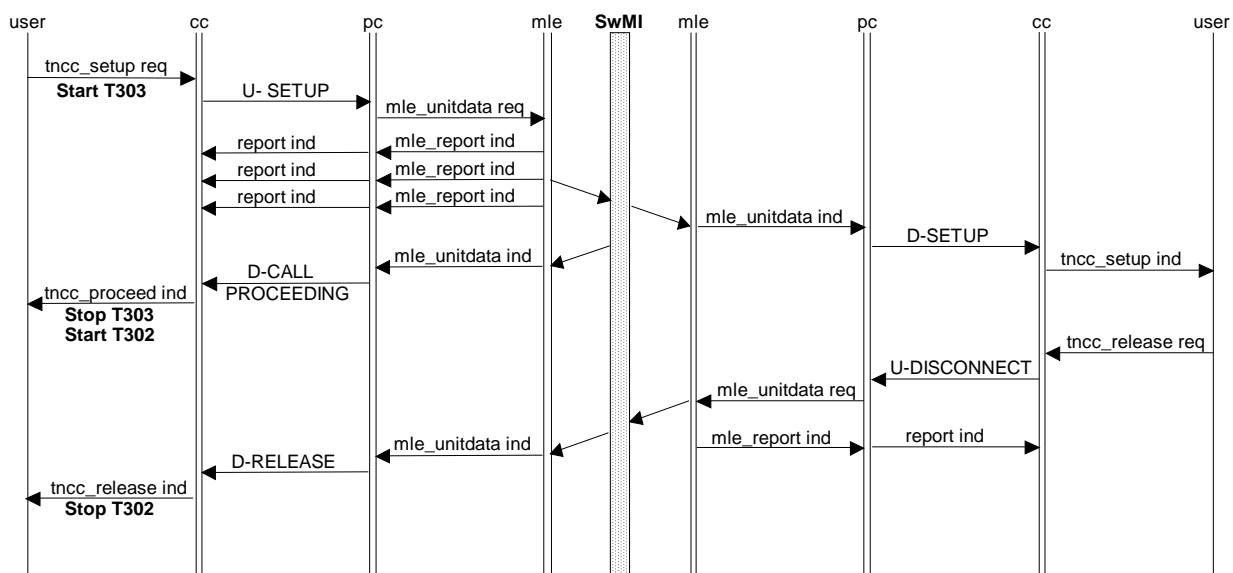 user cc pc mle SwMI mle pc cc user
tncc_setup req
Start T303
U- SETUP
mle_unitdata req
report ind mle_report ind
report ind mle_report ind
report ind mle_report ind
mle_unitdata ind
D-SETUP
mle_unitdata ind
tncc_setup ind
D-CALL
PROCEEDING
tncc_proceed ind
Stop T303
Start T302
tncc_release req
U-DISCONNECT
mle_unitdata req
mle_unitdata ind
mle_report ind report ind
D-RELEASE
tncc_release ind
Stop T302